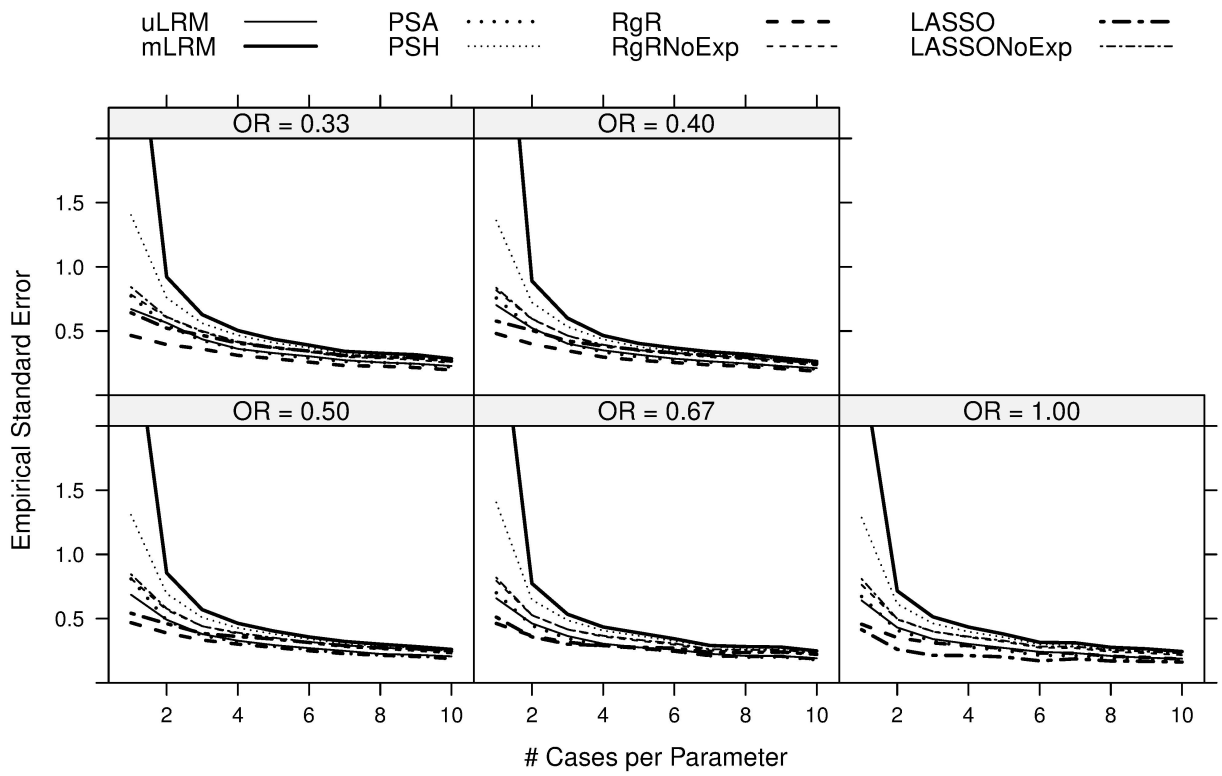 uLRM PSA RgR LASSO
mLRM PSH RgRNoExp LASSONoExp
OR = 0.33 OR = 0.40
1.5
1.0
0.5
OR = 0.50 OR = 0.67 OR = 1.00
1.5
1.0
0.5
Empirical Standard Error
2 4 6 8 10 2 4 6 8 10 2 4 6 8 10
# Cases per Parameter